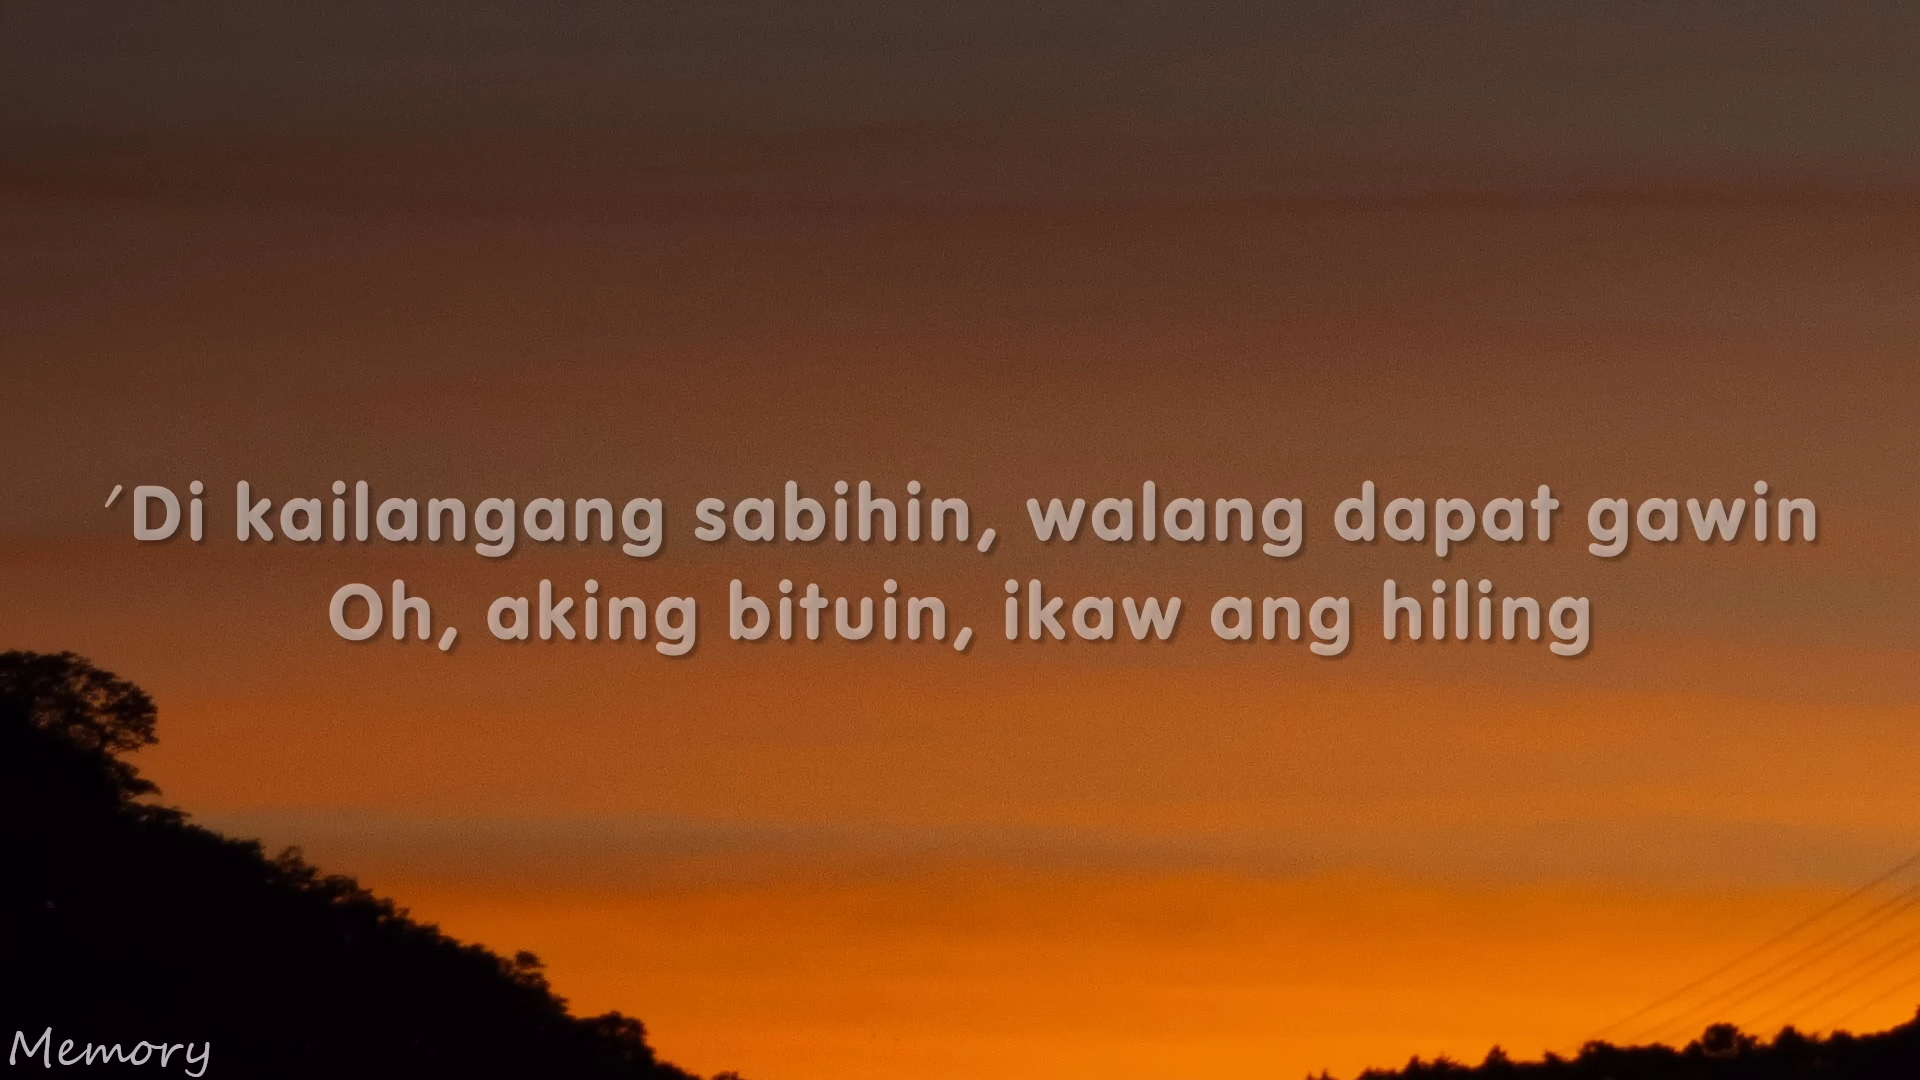 'Di kailangang sabihin, walang dapat gawin
Oh, aking bituin, ikaw ang hiling
Memory